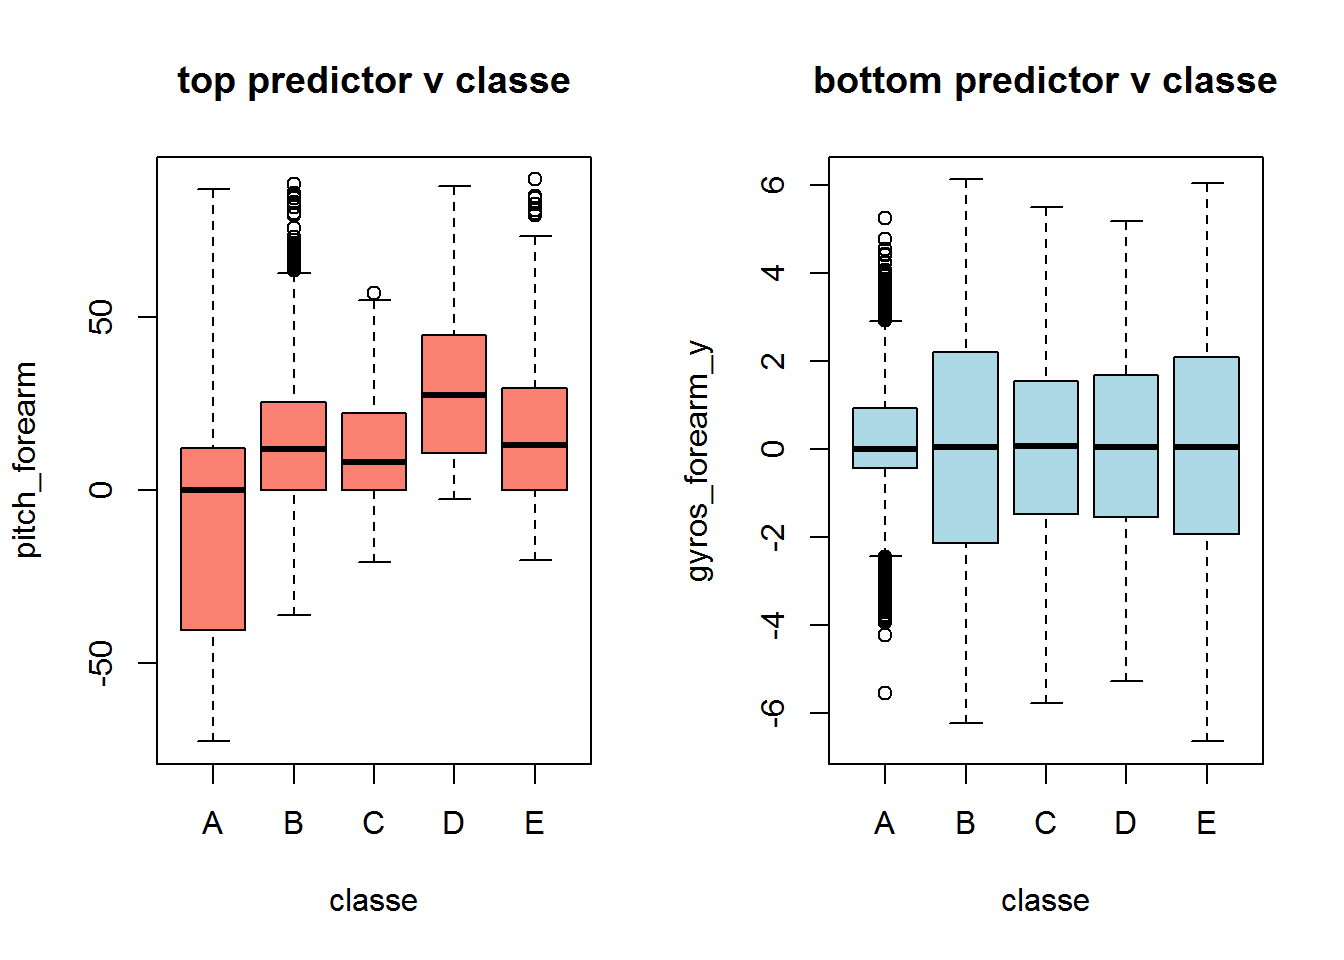 top predictor v classe
pitch_forearm
50
0
-50
A B C D E
classe
bottom predictor v classe
gyros_forearm_y
6
4
2
0
-2
-4
-6
A B C D E
classe